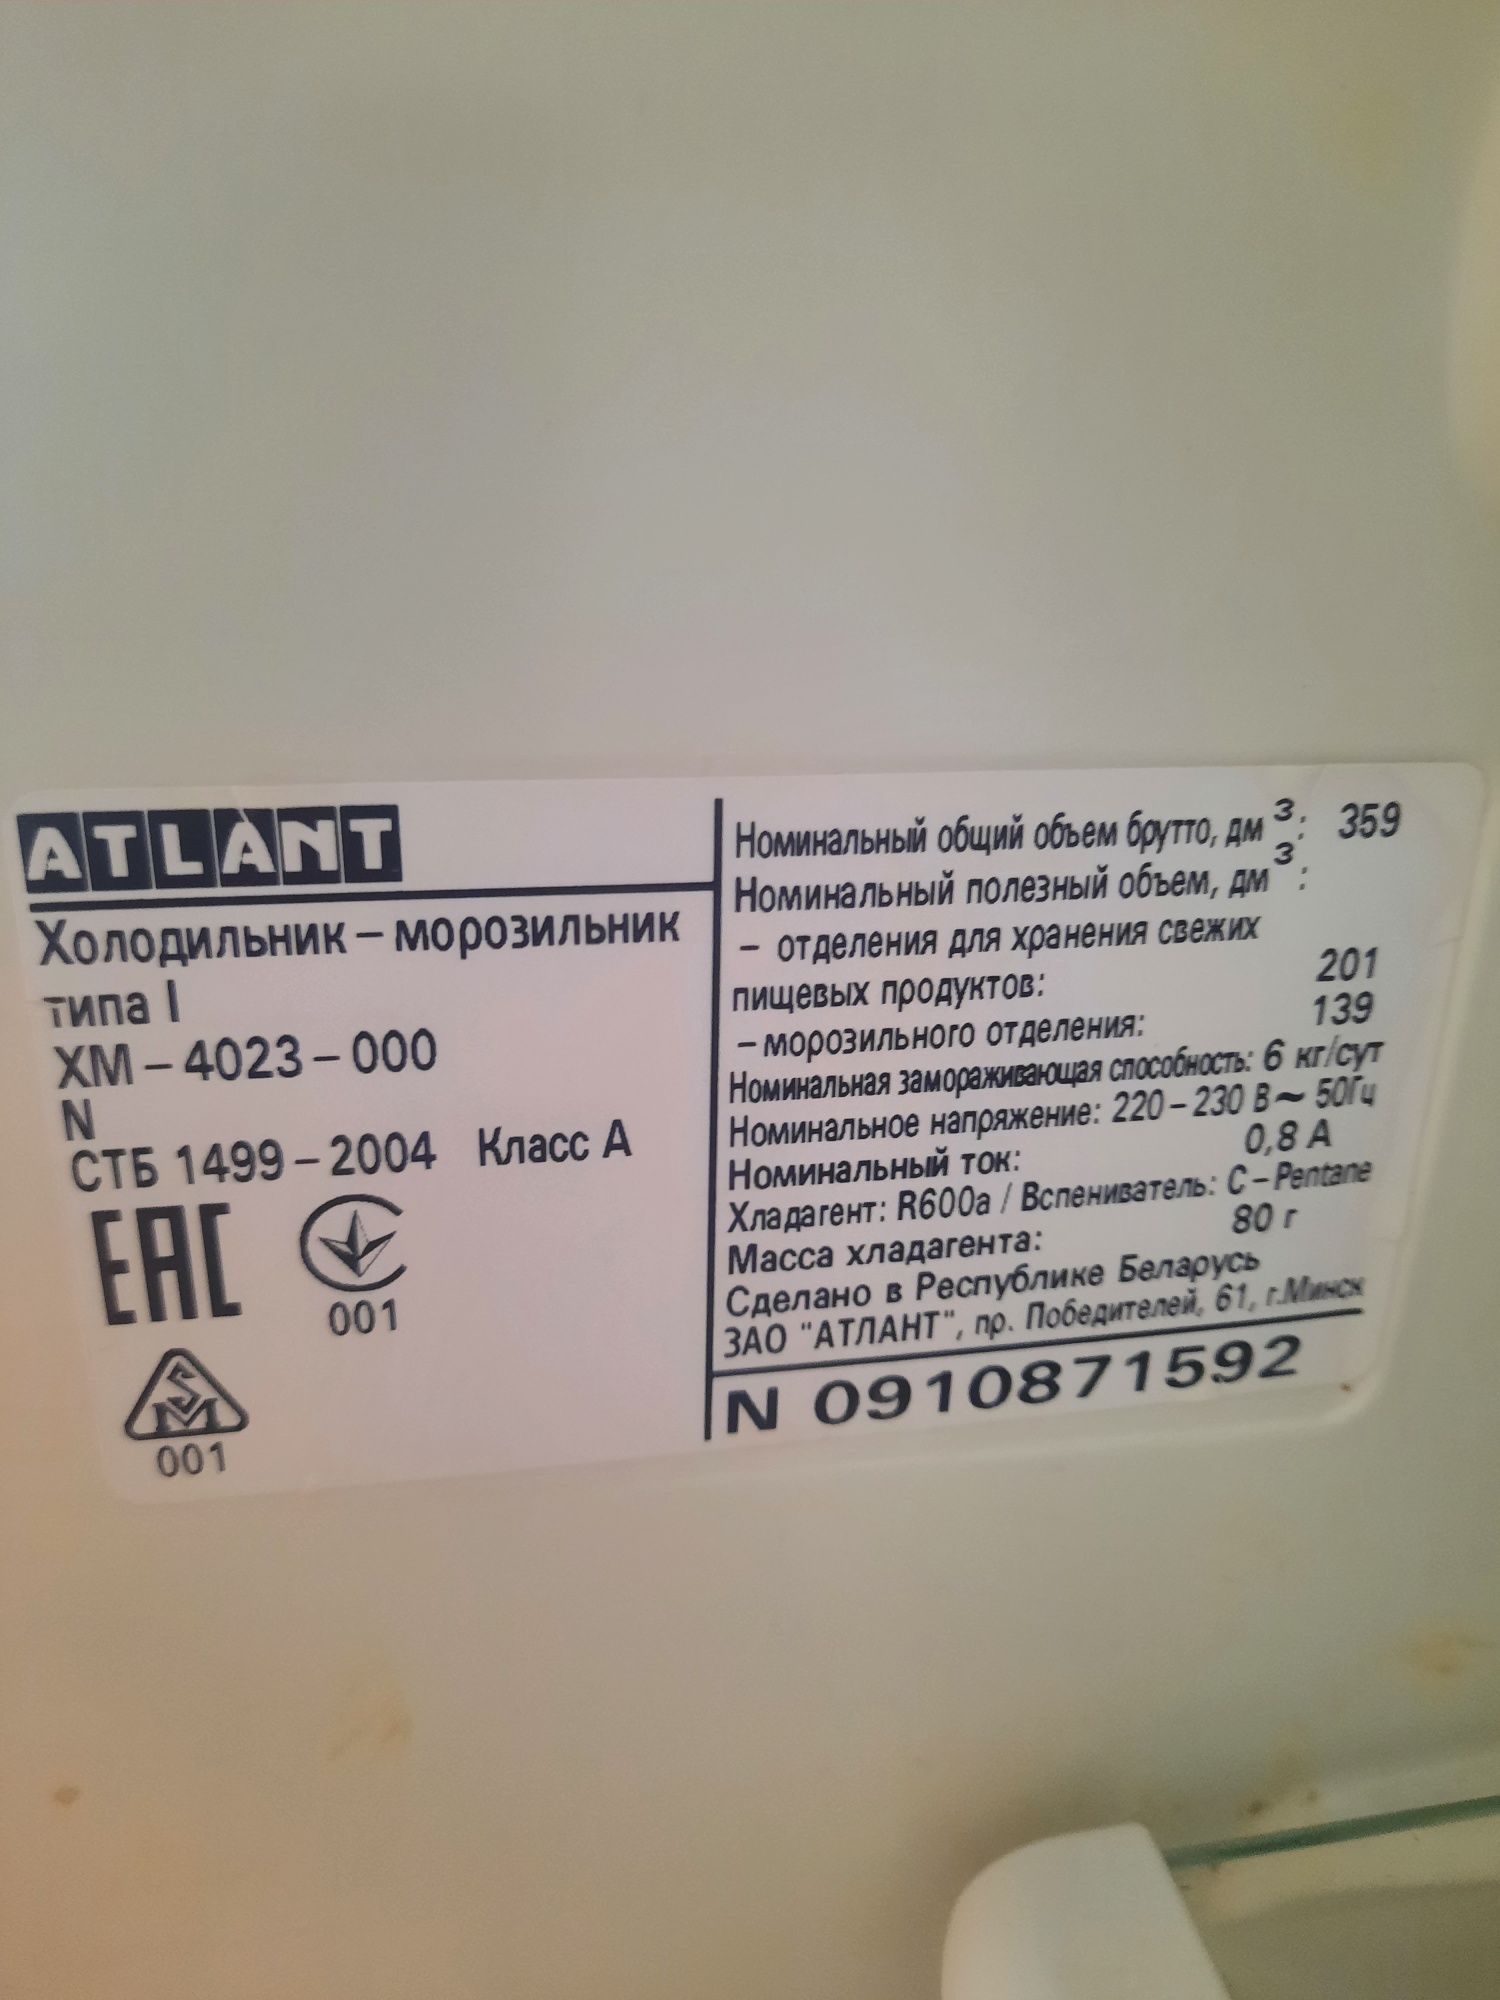 ATLANT
Холодильник – морозильник
типа I
ХМ – 4023 – 000
N
СТБ 1499 – 2004 Класс А
EAC
001
SM
001
Номинальный общий объем брутто, дм³: 359
Номинальный полезный объем, дм³:
– отделения для хранения свежих
пищевых продуктов: 201
– морозильного отделения: 139
Номинальная замораживающая способность: 6 кг/сут
Номинальное напряжение: 220 – 230 В ~ 50Гц
Номинальный ток: 0,8 А
Хладагент: R600a / Вспениватель: C – Pentane
Масса хладагента: 80 г
Сделано в Республике Беларусь
ЗАО "АТЛАНТ", пр. Победителей, 61, г.Минск
N 0910871592